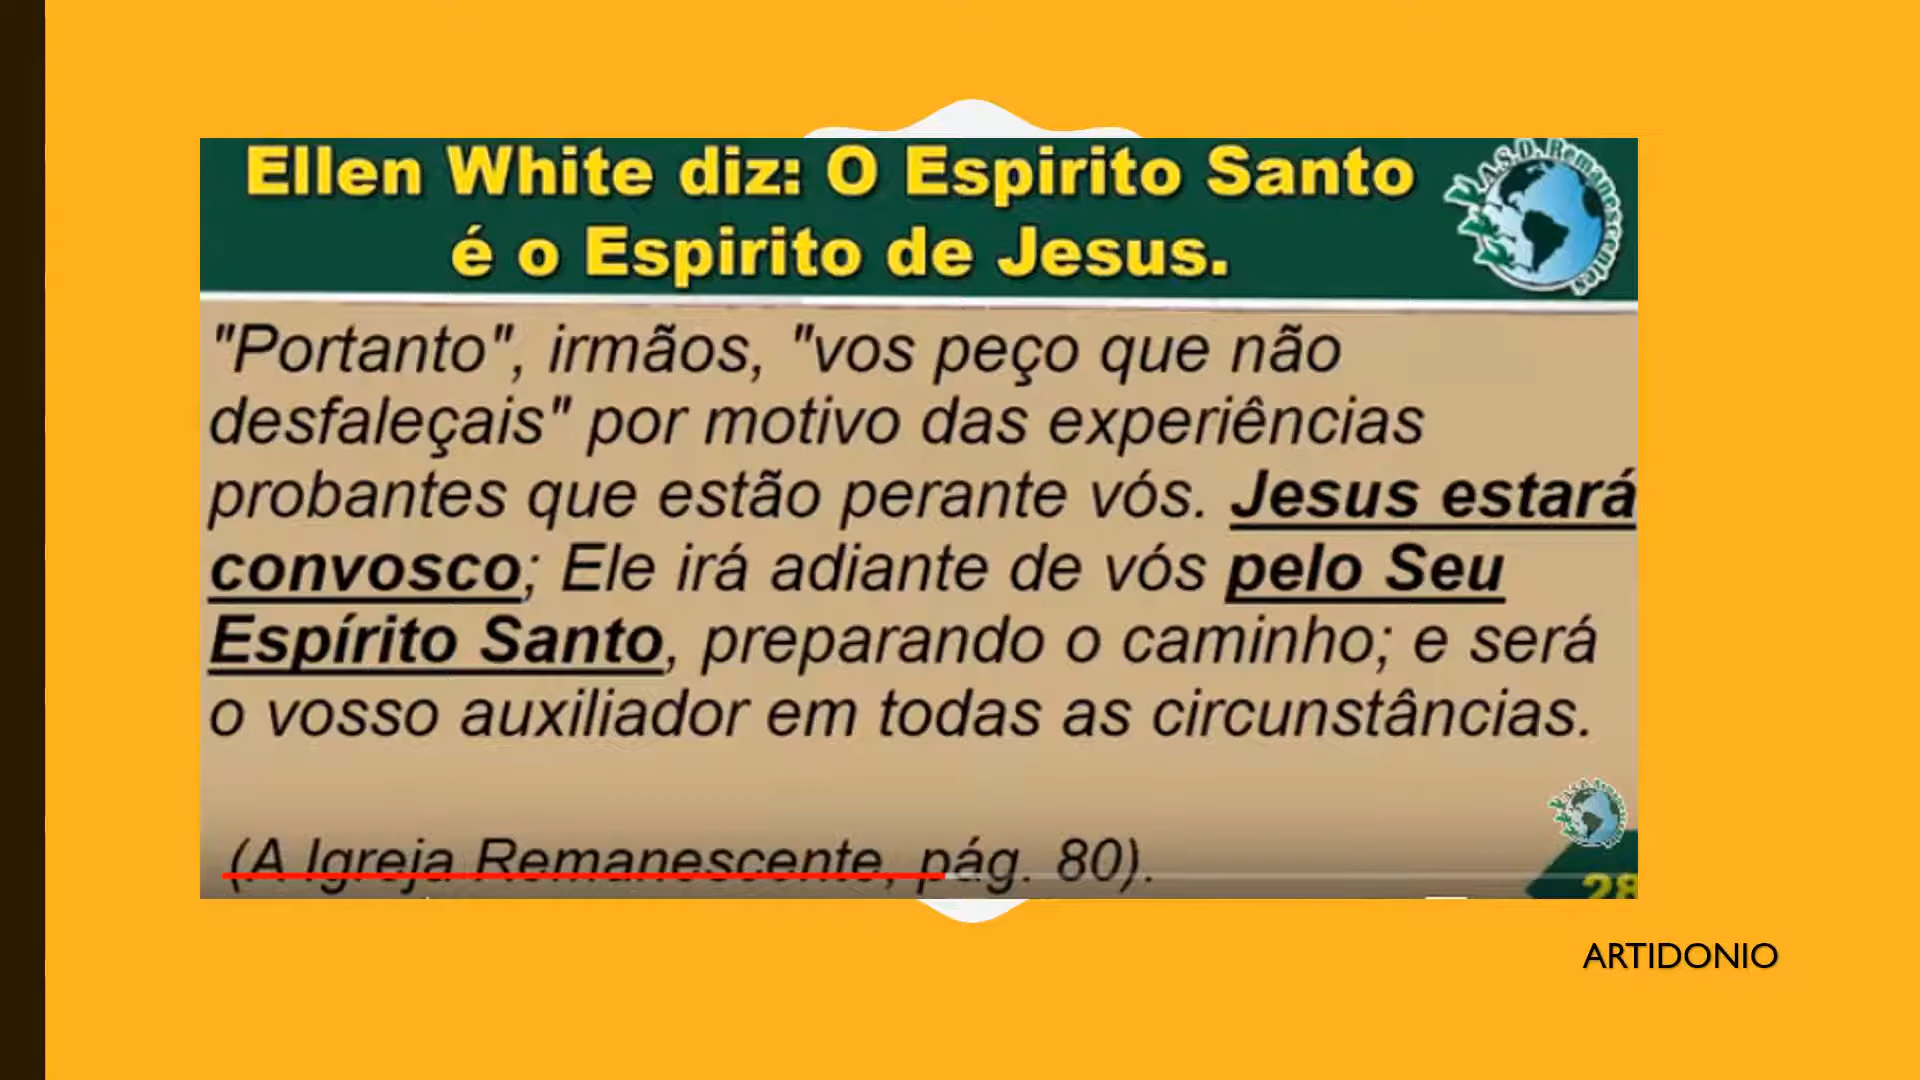 Ellen White diz: O Espirito Santo
é o Espirito de Jesus.
I.A.S.D. Remanescentes
"Portanto", irmãos, "vos peço que não
desfaleçais" por motivo das experiências
probantes que estão perante vós. Jesus estará
convosco; Ele irá adiante de vós pelo Seu
Espírito Santo, preparando o caminho; e será
o vosso auxiliador em todas as circunstâncias.
(A Igreja Remanescente, pág. 80).
28
ARTIDONIO